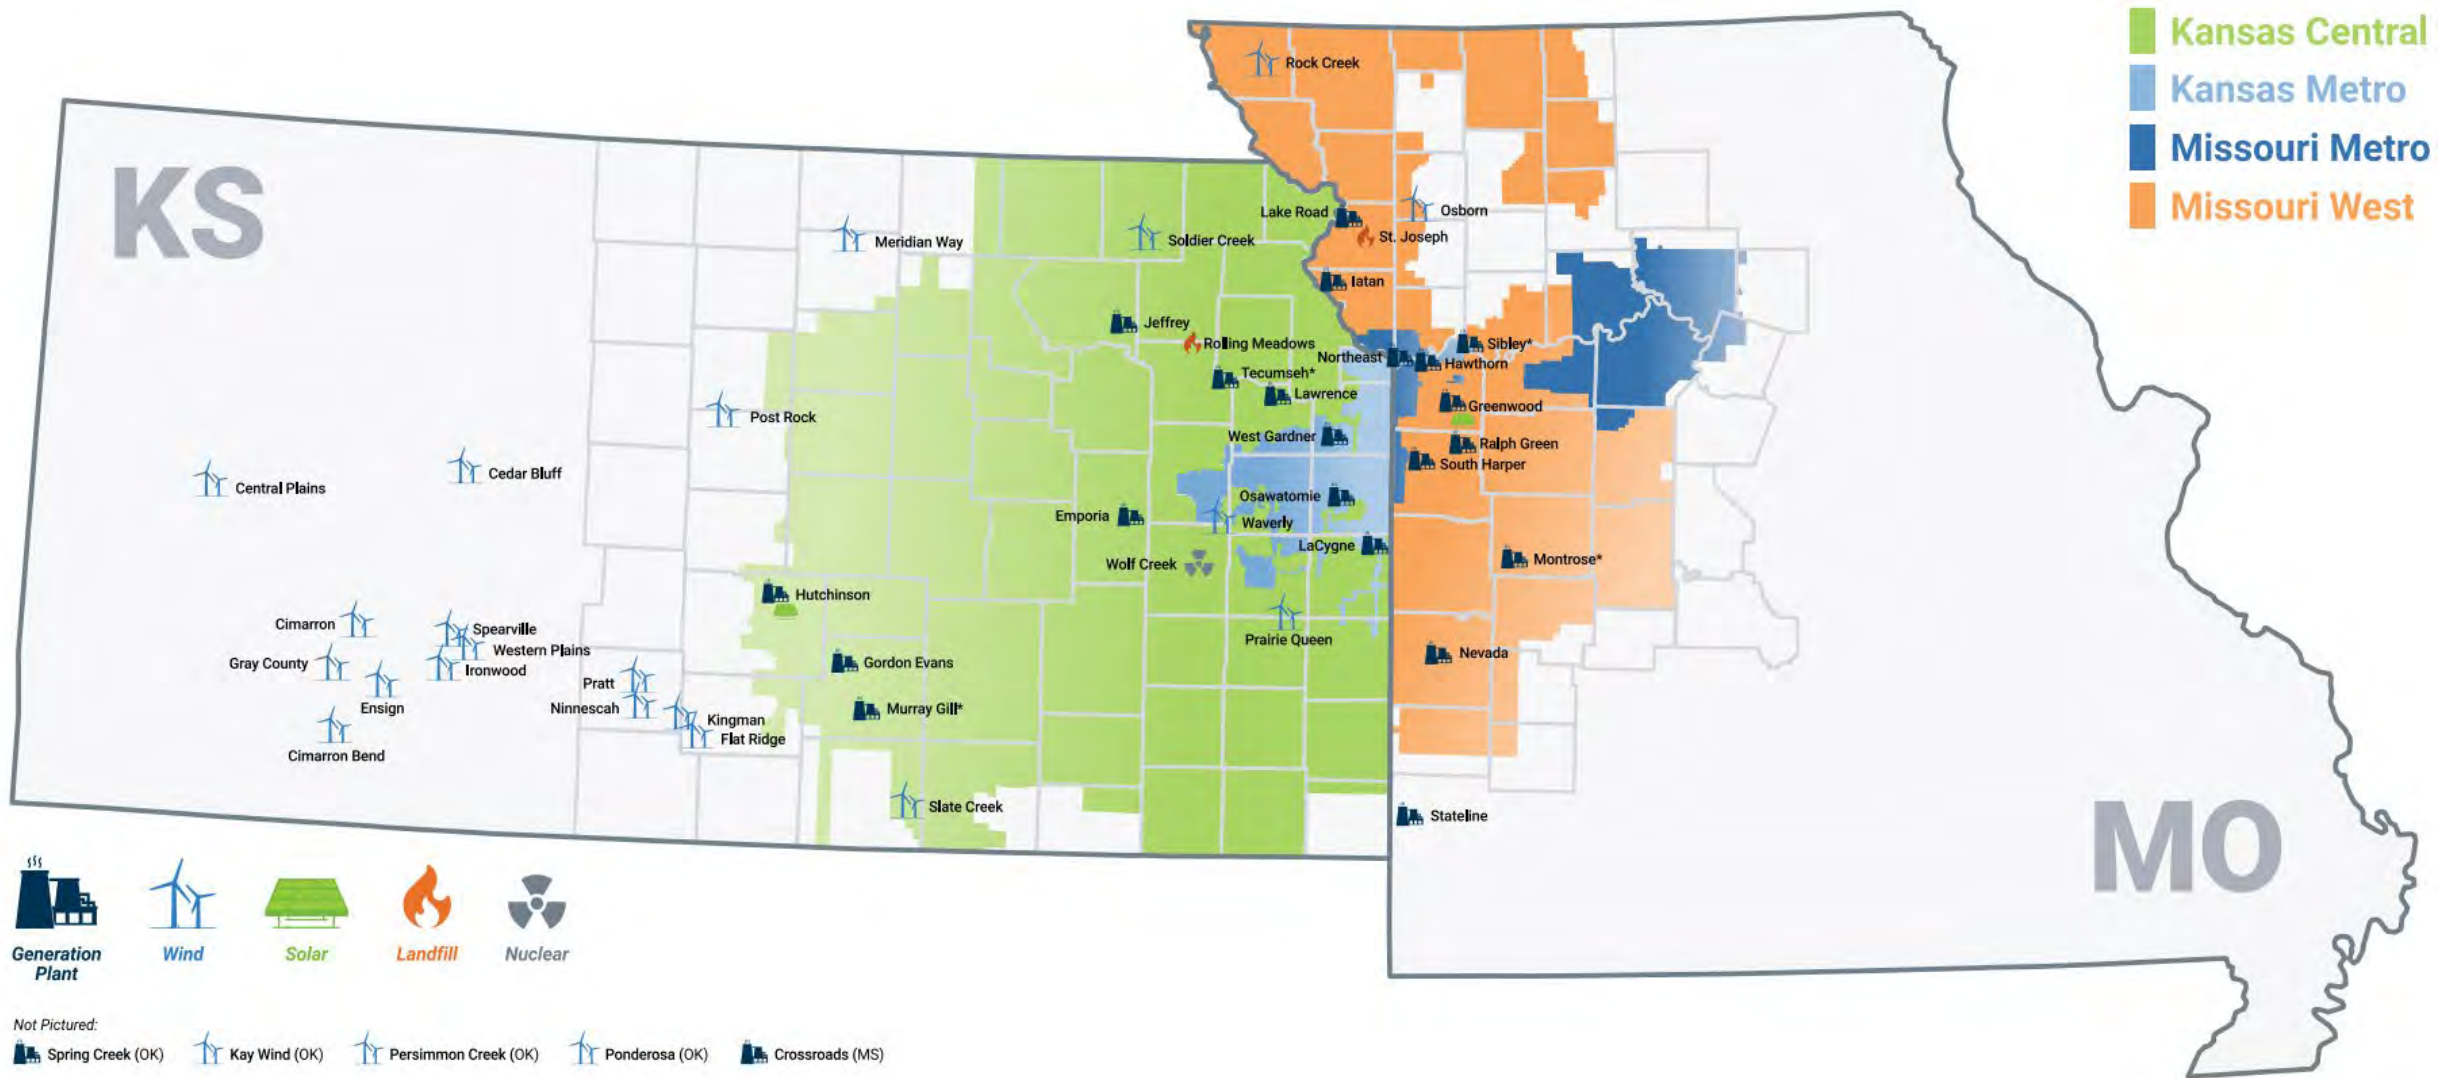 Kansas Central
Kansas Metro
Missouri Metro
Missouri West
KS
MO
Rock Creek
Lake Road
Osborn
St. Joseph
Meridian Way
Soldier Creek
Iatan
Jeffrey
Rolling Meadows
Northeast
Sibley*
Hawthorn
Tecumseh*
Lawrence
Greenwood
Post Rock
West Gardner
Ralph Green
South Harper
Central Plains
Cedar Bluff
Osawatomie
Emporia
Waverly
LaCygne
Wolf Creek
Montrose*
Hutchinson
Cimarron
Spearville
Western Plains
Prairie Queen
Gray County
Ironwood
Gordon Evans
Nevada
Pratt
Ensign
Ninnescah
Murray Gill*
Kingman
Flat Ridge
Cimarron Bend
Slate Creek
Stateline
Generation
Plant
Wind
Solar
Landfill
Nuclear
Not Pictured:
Spring Creek (OK)
Kay Wind (OK)
Persimmon Creek (OK)
Ponderosa (OK)
Crossroads (MS)